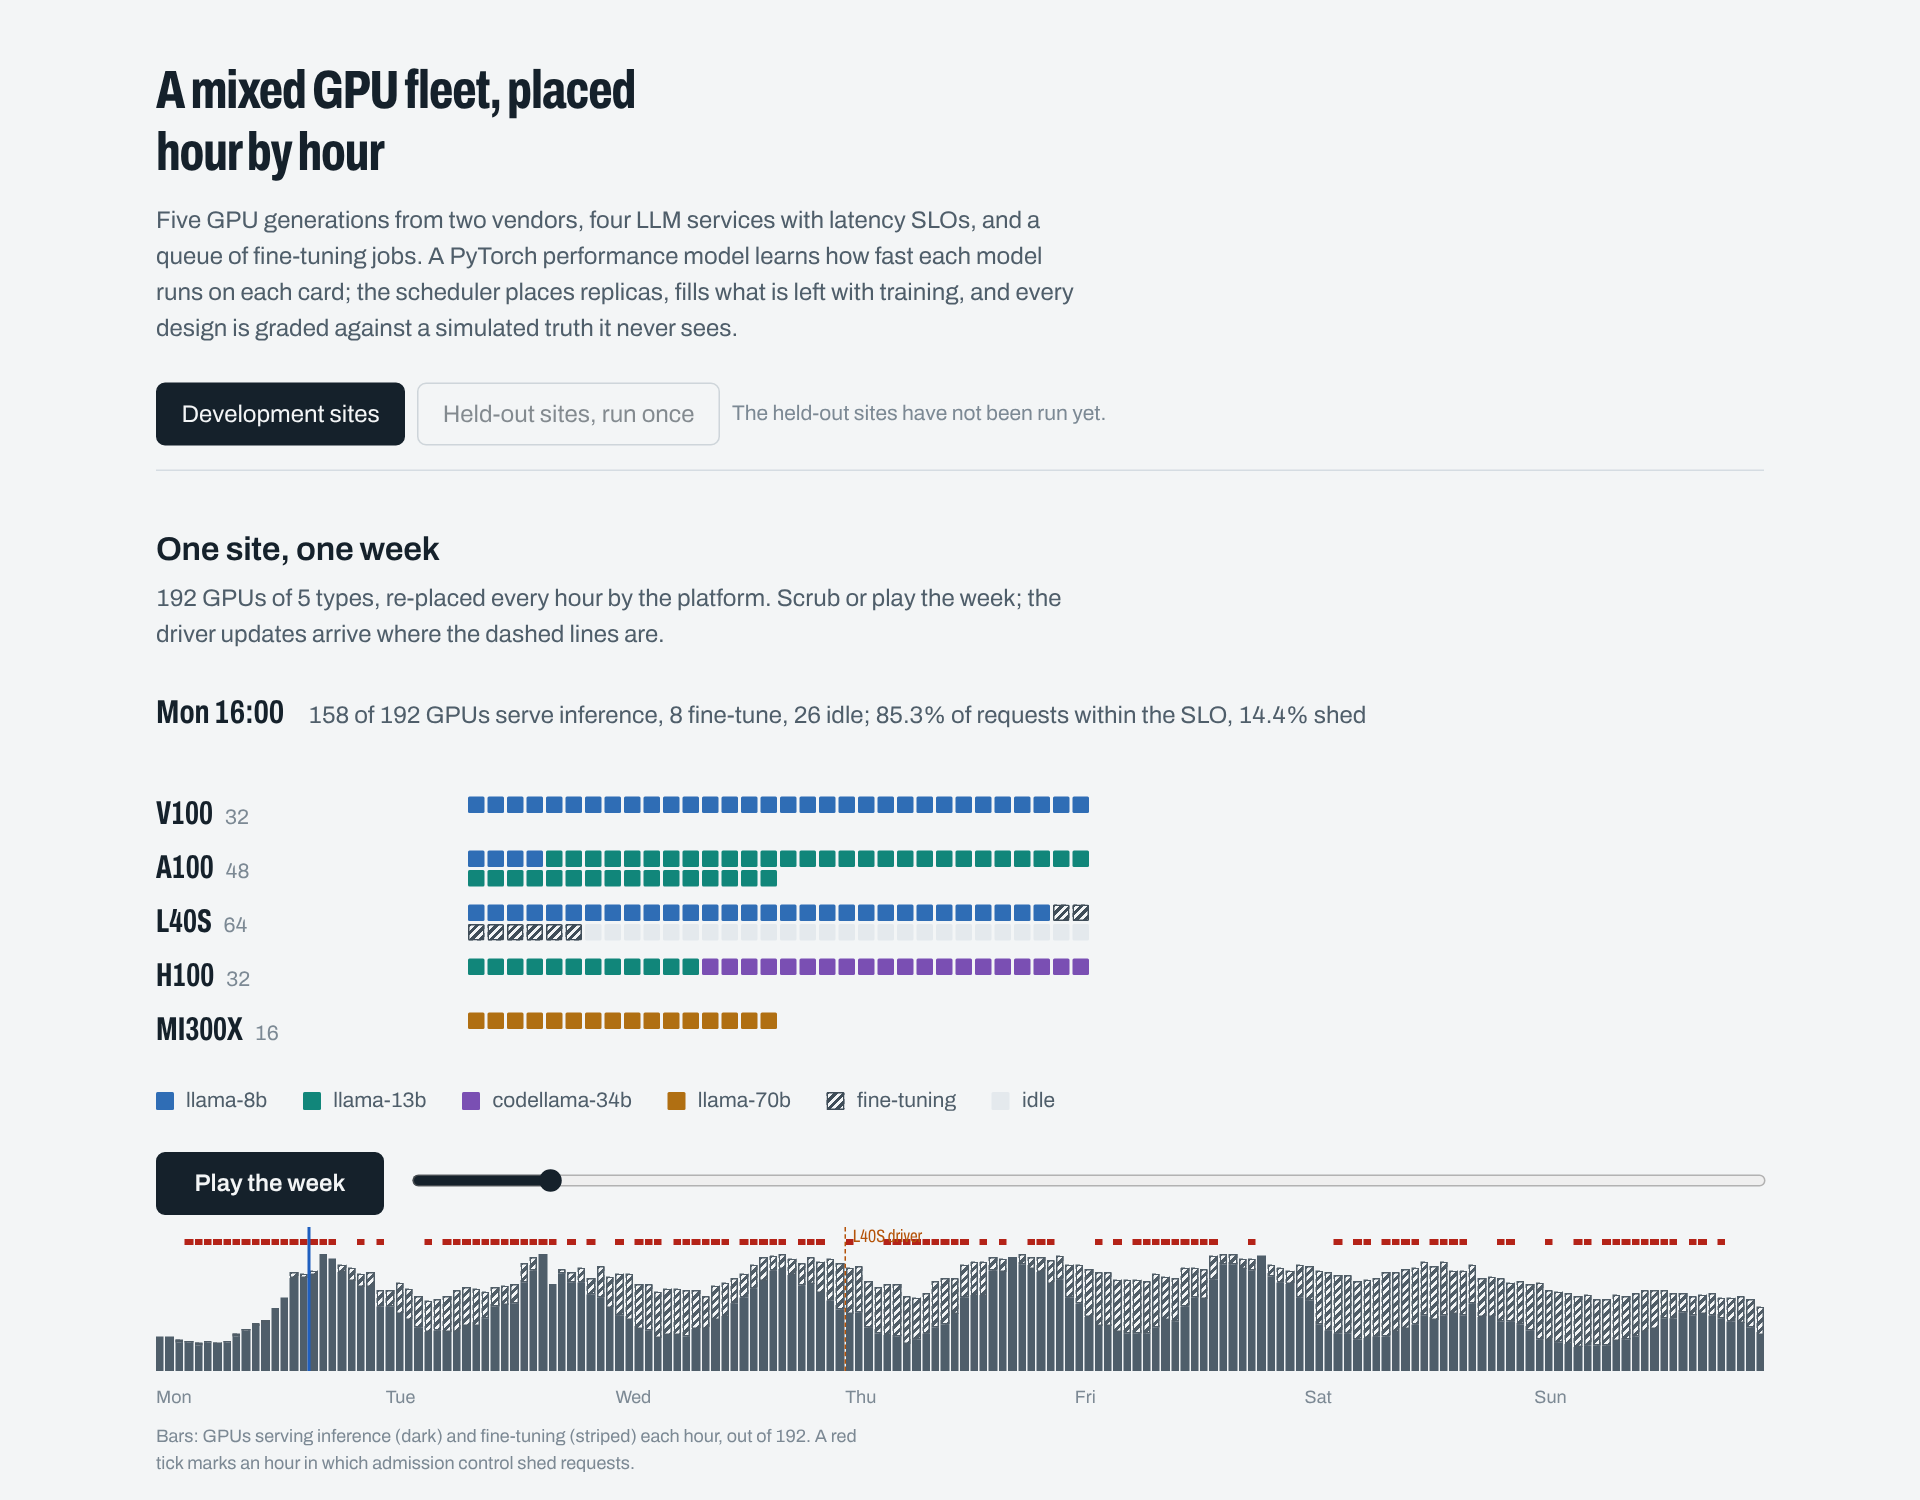 A mixed GPU fleet, placed
hour by hour
Five GPU generations from two vendors, four LLM services with latency SLOs, and a
queue of fine-tuning jobs. A PyTorch performance model learns how fast each model
runs on each card; the scheduler places replicas, fills what is left with training, and every
design is graded against a simulated truth it never sees.
Development sites
Held-out sites, run once
The held-out sites have not been run yet.
One site, one week
192 GPUs of 5 types, re-placed every hour by the platform. Scrub or play the week; the
driver updates arrive where the dashed lines are.
Mon 16:00 158 of 192 GPUs serve inference, 8 fine-tune, 26 idle; 85.3% of requests within the SLO, 14.4% shed
V100 32
A100 48
L40S 64
H100 32
MI300X 16
llama-8b llama-13b codellama-34b llama-70b fine-tuning idle
Play the week
L40S driver
Mon Tue Wed Thu Fri Sat Sun
Bars: GPUs serving inference (dark) and fine-tuning (striped) each hour, out of 192. A red
tick marks an hour in which admission control shed requests.